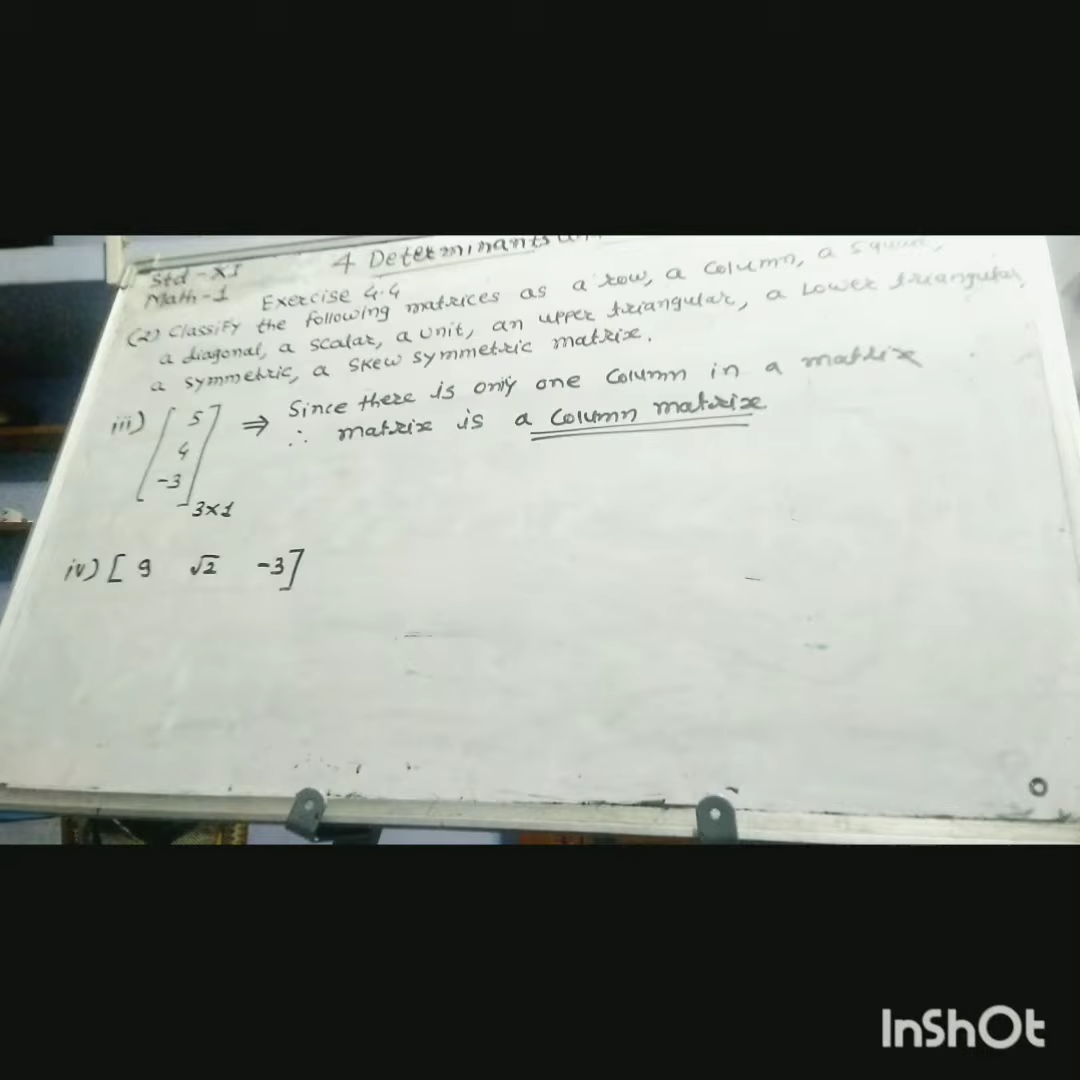 Std - XI
4 Determinants
Math-1
Exercise 4.4
(2) Classify the following matrices as a row, a column, a square,
a diagonal, a scalar, a unit, an upper triangular, a lower triangular,
a symmetric, a skew symmetric matrix.
iii) [ 5
4
-3 ] 3×1
⇒ Since there is only one column in a matrix
∴ matrix is a column matrix
iv) [ 9 √2 -3 ]
InShOt